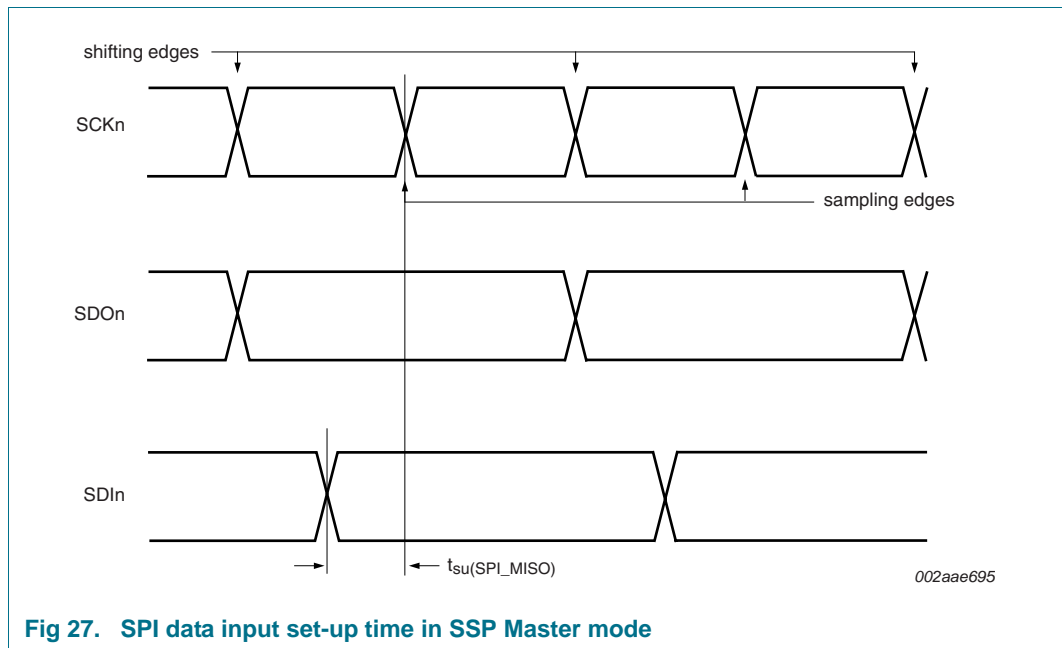 shifting edges
SCKn
sampling edges
SDOn
SDIn
tsu(SPI_MISO)
002aae695
Fig 27. SPI data input set-up time in SSP Master mode